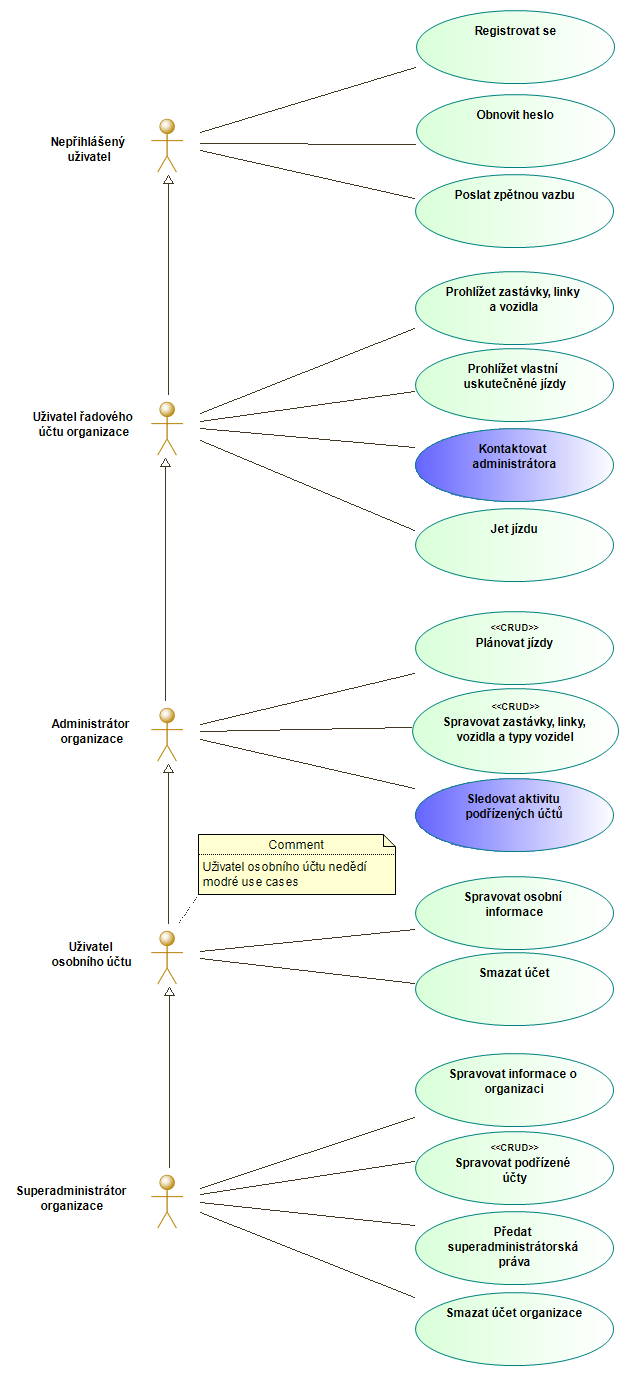 Registrovat se
Obnovit heslo
Nepřihlášený
uživatel
Poslat zpětnou vazbu
Prohlížet zastávky, linky
a vozidla
Prohlížet vlastní
uskutečněné jízdy
Uživatel řadového
účtu organizace
Kontaktovat
administrátora
Jet jízdu
<<CRUD>>
Plánovat jízdy
<<CRUD>>
Spravovat zastávky, linky,
vozidla a typy vozidel
Administrátor
organizace
Sledovat aktivitu
podřízených účtů
Comment
Uživatel osobního účtu nedědí
modré use cases
Spravovat osobní
informace
Uživatel
osobního účtu
Smazat účet
Spravovat informace o
organizaci
<<CRUD>>
Spravovat podřízené
účty
Superadministrátor
organizace
Předat
superadministrátorská
práva
Smazat účet organizace